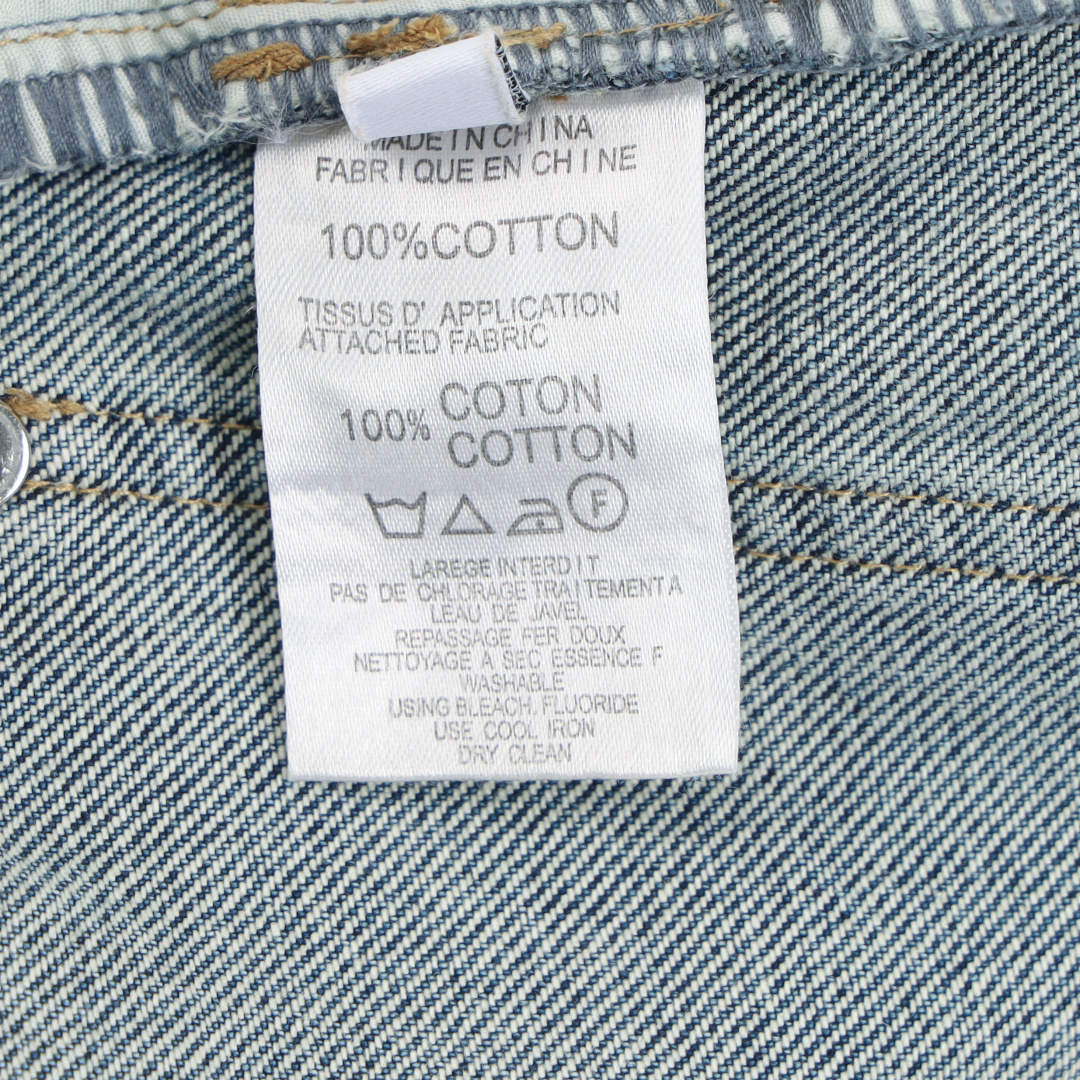 MADE IN CHINA
FABRIQUE EN CHINE
100%COTTON
TISSUS D' APPLICATION
ATTACHED FABRIC
100% COTON
COTTON
F
LAREGE INTERDIT
PAS DE CHLORAGE TRAITEMENT A
LEAU DE JAVEL
REPASSAGE FER DOUX
NETTOYAGE A SEC ESSENCE F
WASHABLE
USING BLEACH. FLUORIDE
USE COOL IRON
DRY CLEAN